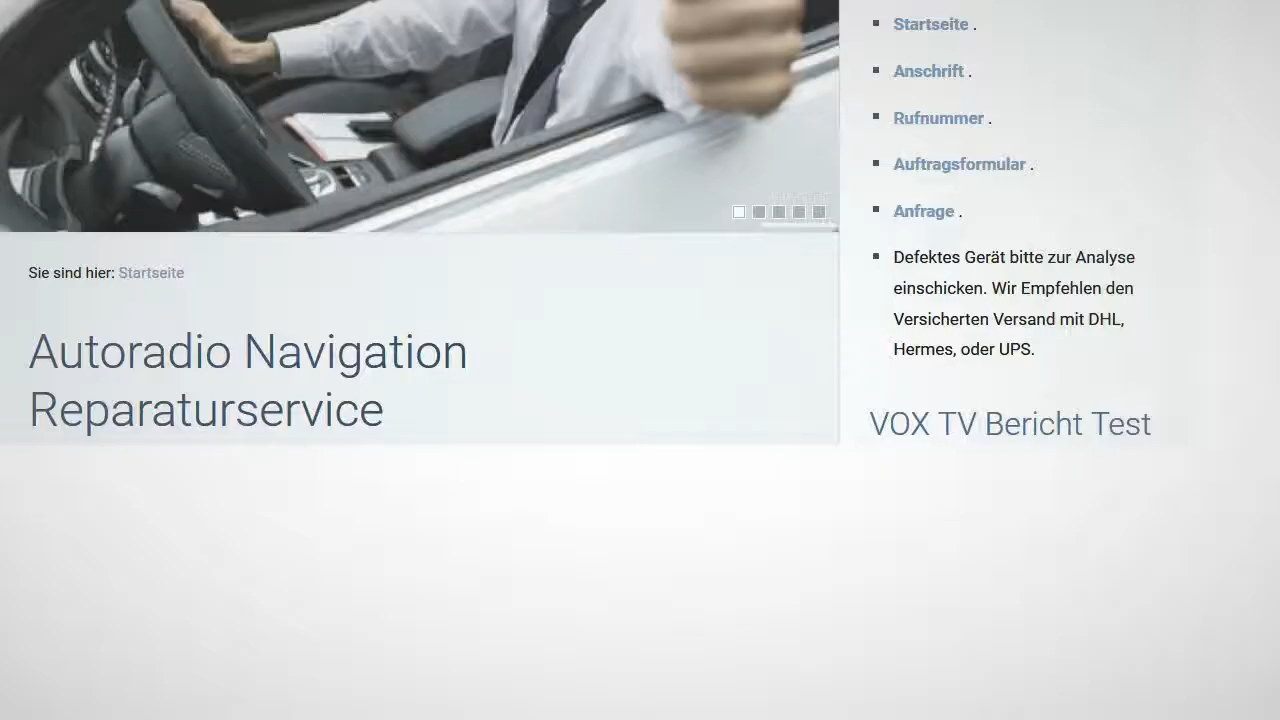 Startseite .
Anschrift .
Rufnummer .
Auftragsformular .
Anfrage .
Defektes Gerät bitte zur Analyse
einschicken. Wir Empfehlen den
Versicherten Versand mit DHL,
Hermes, oder UPS.
VOX TV Bericht Test
Sie sind hier: Startseite
Autoradio Navigation
Reparaturservice